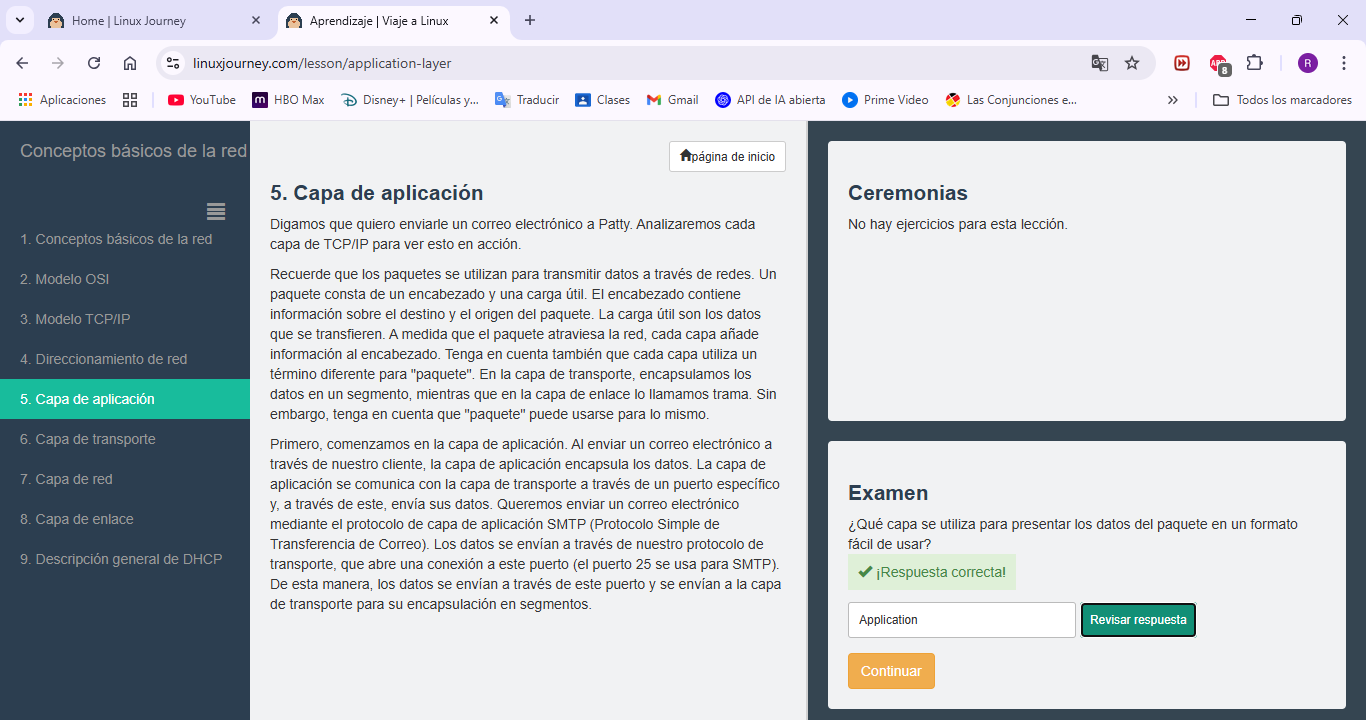 Home | Linux Journey
Aprendizaje | Viaje a Linux
linuxjourney.com/lesson/application-layer
8
R
Aplicaciones
YouTube
HBO Max
Disney+ | Películas y...
Traducir
Clases
Gmail
API de IA abierta
Prime Video
Las Conjunciones e...
Todos los marcadores
Conceptos básicos de la red
1. Conceptos básicos de la red
2. Modelo OSI
3. Modelo TCP/IP
4. Direccionamiento de red
5. Capa de aplicación
6. Capa de transporte
7. Capa de red
8. Capa de enlace
9. Descripción general de DHCP
página de inicio
5. Capa de aplicación
Digamos que quiero enviarle un correo electrónico a Patty. Analizaremos cada
capa de TCP/IP para ver esto en acción.
Recuerde que los paquetes se utilizan para transmitir datos a través de redes. Un
paquete consta de un encabezado y una carga útil. El encabezado contiene
información sobre el destino y el origen del paquete. La carga útil son los datos
que se transfieren. A medida que el paquete atraviesa la red, cada capa añade
información al encabezado. Tenga en cuenta también que cada capa utiliza un
término diferente para "paquete". En la capa de transporte, encapsulamos los
datos en un segmento, mientras que en la capa de enlace lo llamamos trama. Sin
embargo, tenga en cuenta que "paquete" puede usarse para lo mismo.
Primero, comenzamos en la capa de aplicación. Al enviar un correo electrónico a
través de nuestro cliente, la capa de aplicación encapsula los datos. La capa de
aplicación se comunica con la capa de transporte a través de un puerto específico
y, a través de este, envía sus datos. Queremos enviar un correo electrónico
mediante el protocolo de capa de aplicación SMTP (Protocolo Simple de
Transferencia de Correo). Los datos se envían a través de nuestro protocolo de
transporte, que abre una conexión a este puerto (el puerto 25 se usa para SMTP).
De esta manera, los datos se envían a través de este puerto y se envían a la capa
de transporte para su encapsulación en segmentos.
Ceremonias
No hay ejercicios para esta lección.
Examen
¿Qué capa se utiliza para presentar los datos del paquete en un formato
fácil de usar?
¡Respuesta correcta!
Application
Revisar respuesta
Continuar